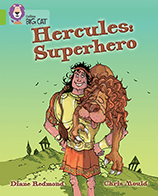 Collins
BIG CAT
Hercules:
Superhero
Diane Redmond
Chris Mould